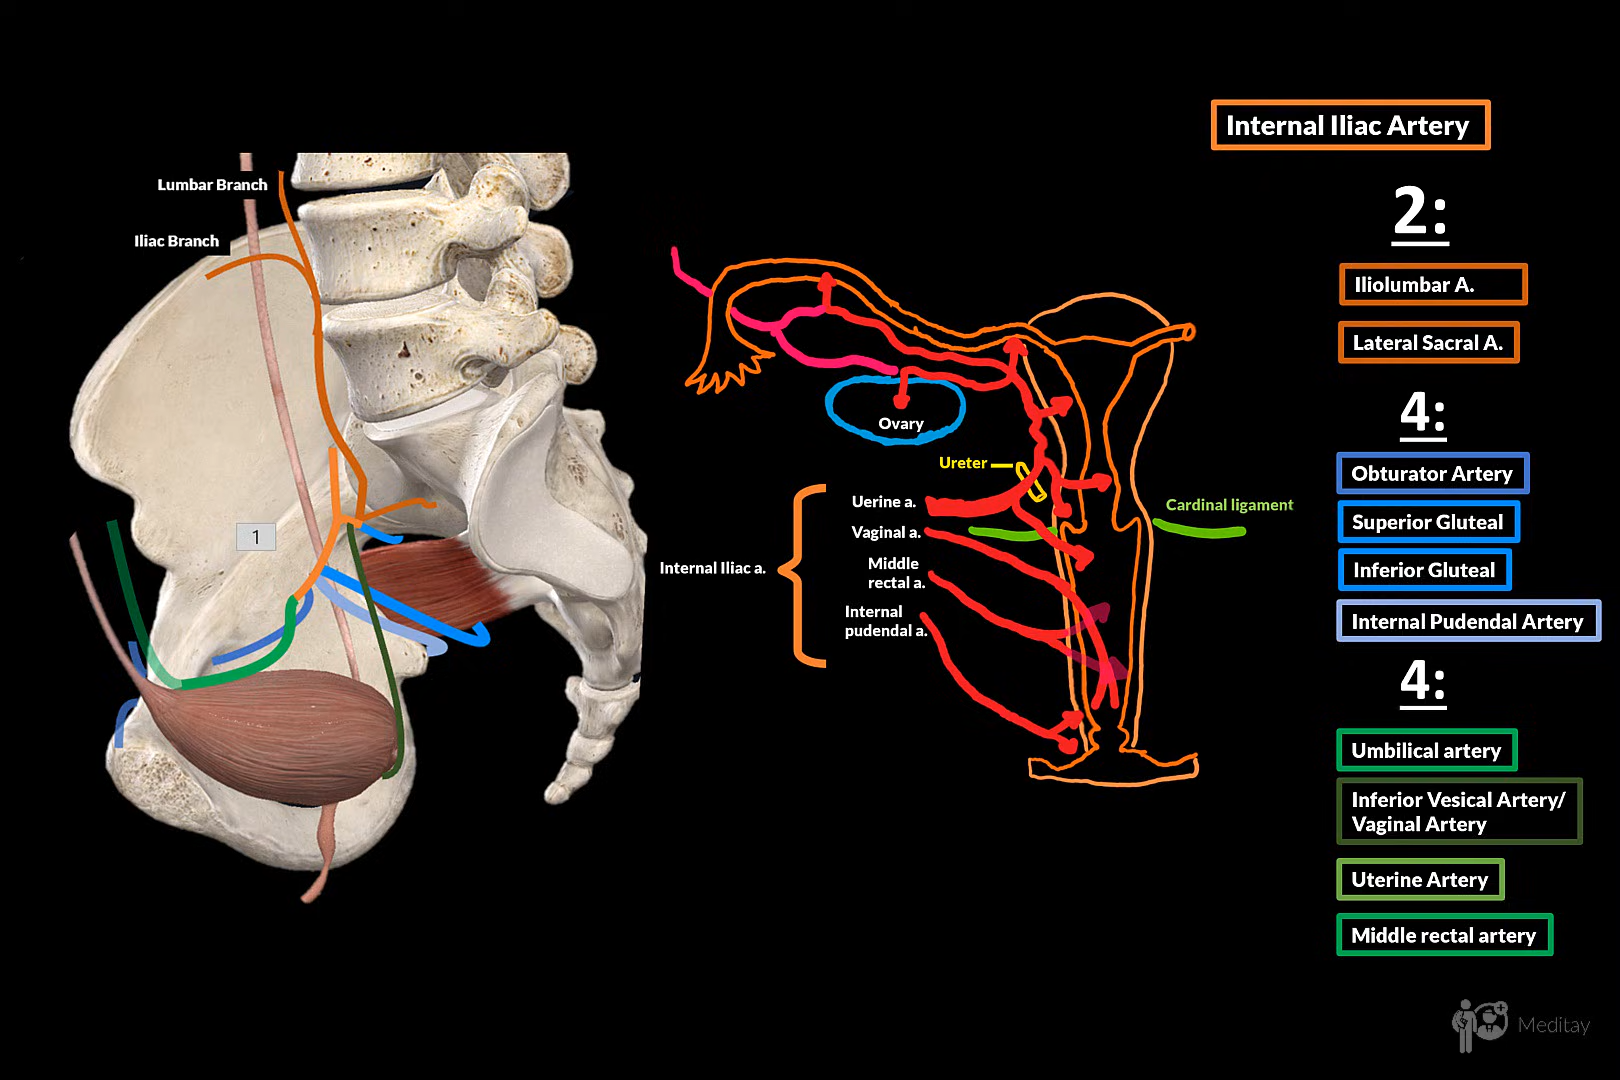 Internal Iliac Artery
Lumbar Branch
Iliac Branch
1
Ovary
Ureter
Uerine a.
Vaginal a.
Middle
rectal a.
Internal
pudendal a.
Internal Iliac a.
Cardinal ligament
2:
Iliolumbar A.
Lateral Sacral A.
4:
Obturator Artery
Superior Gluteal
Inferior Gluteal
Internal Pudendal Artery
4:
Umbilical artery
Inferior Vesical Artery/
Vaginal Artery
Uterine Artery
Middle rectal artery
Meditay